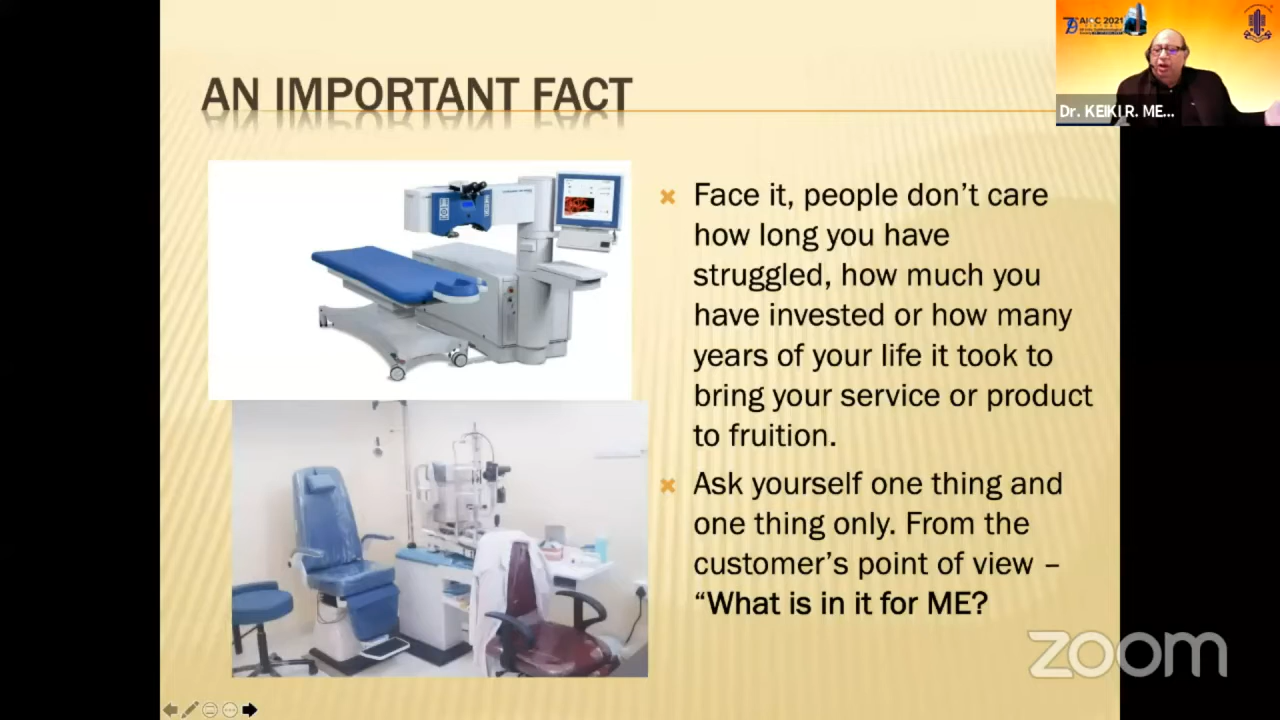 AIOC 2021
Dr. KEIKI R. ME...
AN IMPORTANT FACT
Face it, people don’t care
how long you have
struggled, how much you
have invested or how many
years of your life it took to
bring your service or product
to fruition.
Ask yourself one thing and
one thing only. From the
customer’s point of view –
“What is in it for ME?
zoom